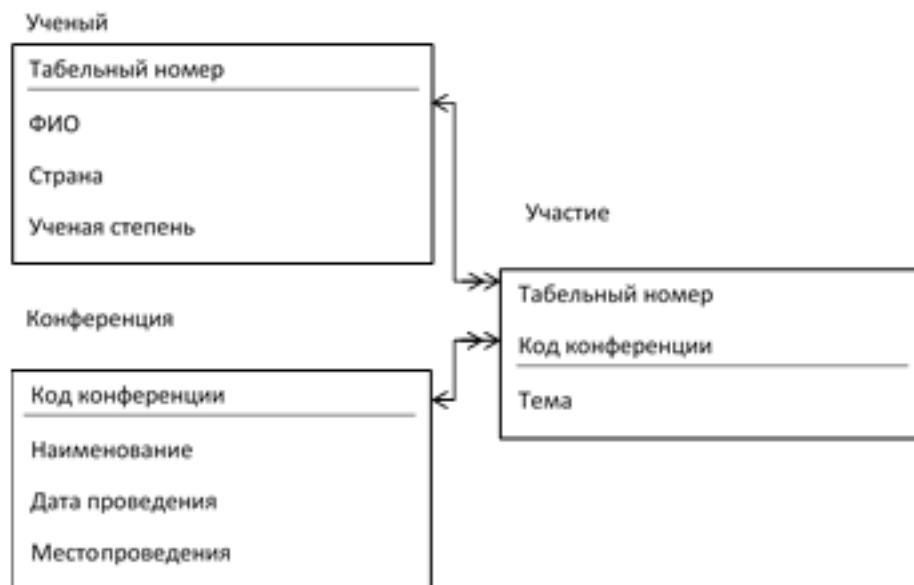 Ученый
Табельный номер
ФИО
Страна
Ученая степень
Участие
Табельный номер
Код конференции
Тема
Конференция
Код конференции
Наименование
Дата проведения
Местопроведения